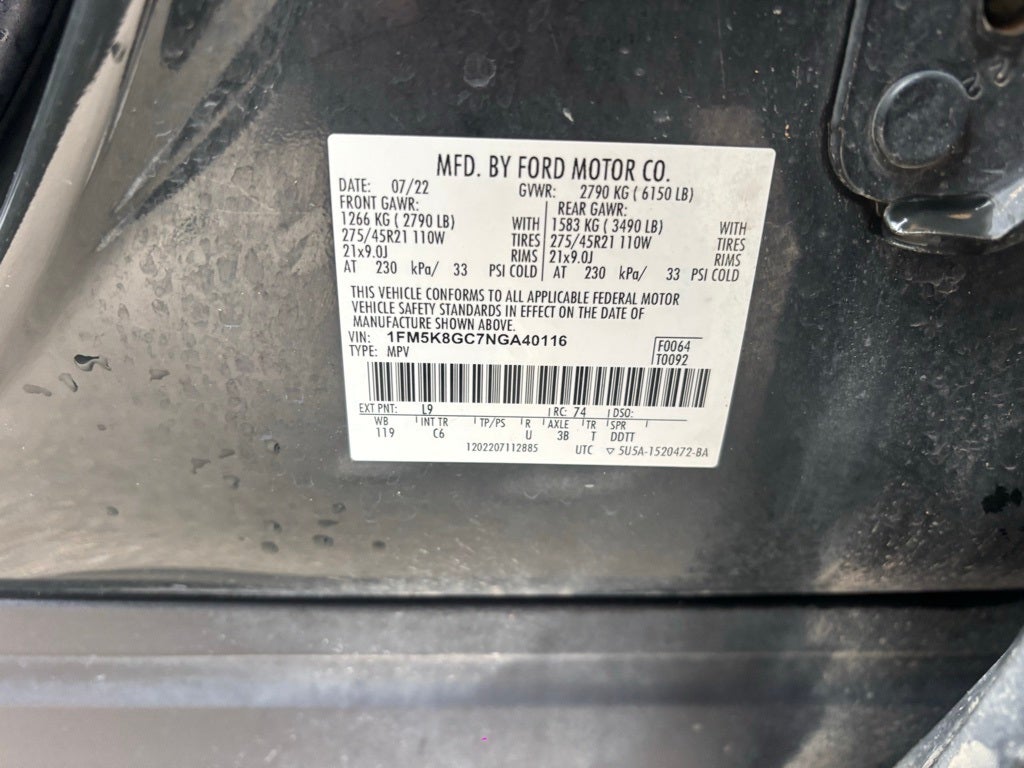 MFD. BY FORD MOTOR CO.
DATE: 07/22 GVWR: 2790 KG ( 6150 LB)
FRONT GAWR: REAR GAWR:
1266 KG ( 2790 LB) WITH 1583 KG ( 3490 LB) WITH
275/45R21 110W TIRES 275/45R21 110W TIRES
21x9.0J RIMS 21x9.0J RIMS
AT 230 kPa/ 33 PSI COLD AT 230 kPa/ 33 PSI COLD
THIS VEHICLE CONFORMS TO ALL APPLICABLE FEDERAL MOTOR
VEHICLE SAFETY STANDARDS IN EFFECT ON THE DATE OF
MANUFACTURE SHOWN ABOVE.
VIN: 1FM5K8GC7NGA40116 F0064
TYPE: MPV T0092
EXT PNT: L9 RC: 74 DSO:
WB INT TR TP/PS R AXLE TR SPR
119 C6 U 3B T DDTT
1202207112885 UTC ▽ 5U5A-1520472-BA